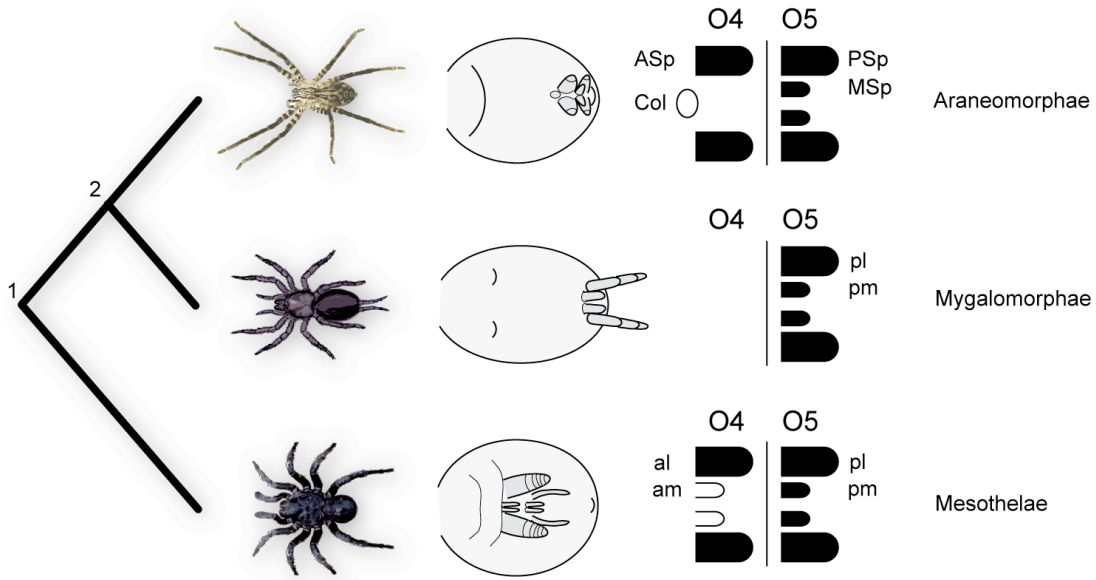 O4 O5
ASp PSp
MSp
Col
Araneomorphae
2
O4 O5
1
pl
pm
Mygalomorphae
O4 O5
al pl
am pm
Mesothelae